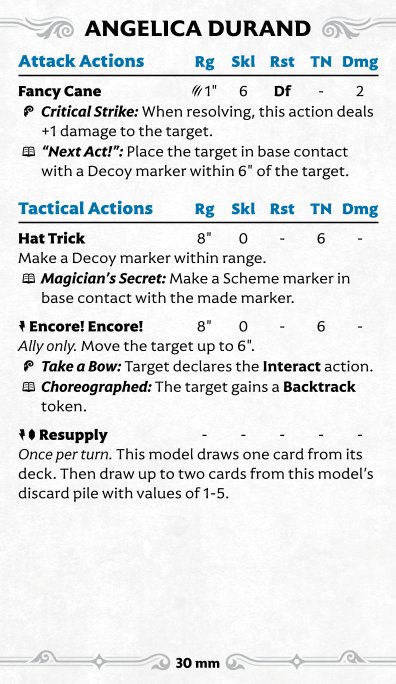 ANGELICA DURAND
Attack Actions Rg Skl Rst TN Dmg
Fancy Cane 1" 6 Df - 2
Critical Strike: When resolving, this action deals
+1 damage to the target.
“Next Act!”: Place the target in base contact
with a Decoy marker within 6" of the target.
Tactical Actions Rg Skl Rst TN Dmg
Hat Trick 8" 0 - 6 -
Make a Decoy marker within range.
Magician’s Secret: Make a Scheme marker in
base contact with the made marker.
Encore! Encore! 8" 0 - 6 -
Ally only. Move the target up to 6".
Take a Bow: Target declares the Interact action.
Choreographed: The target gains a Backtrack
token.
Resupply - - - - -
Once per turn. This model draws one card from its
deck. Then draw up to two cards from this model’s
discard pile with values of 1-5.
30 mm